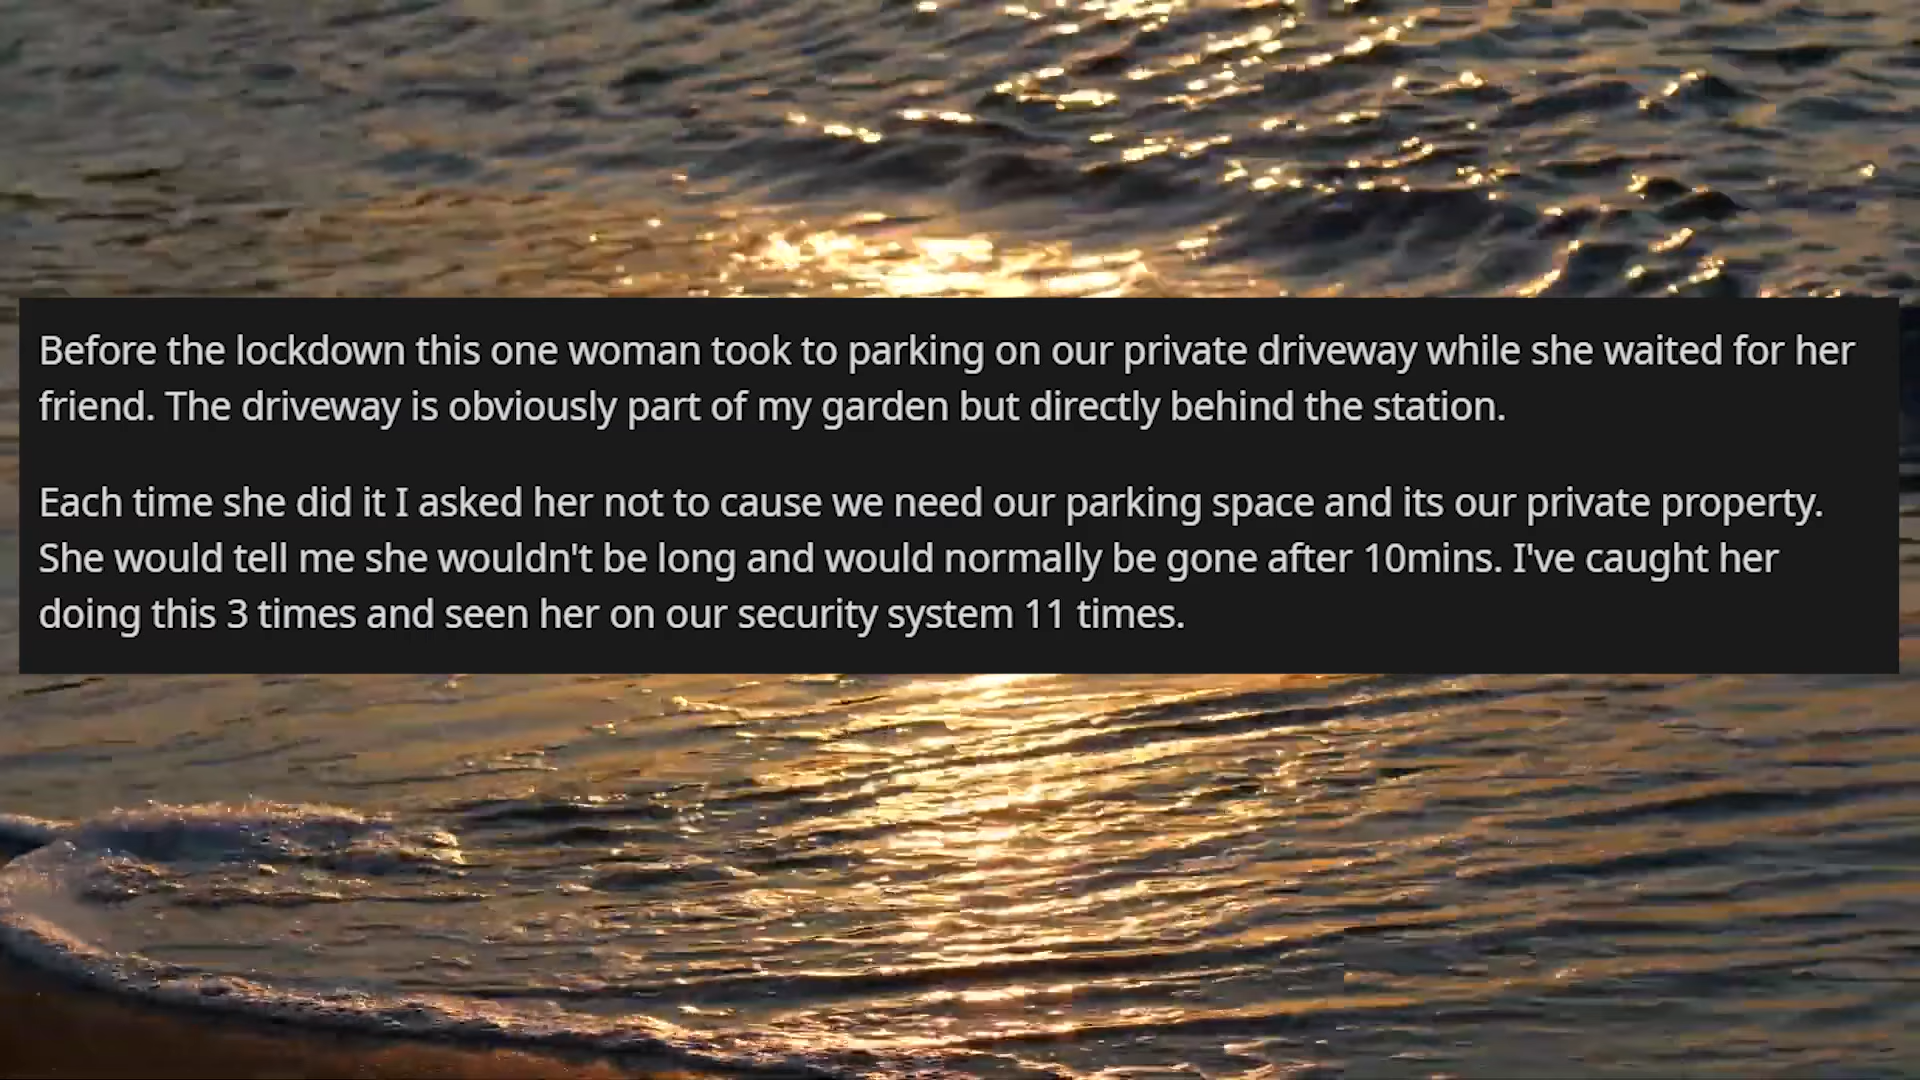 Before the lockdown this one woman took to parking on our private driveway while she waited for her
friend. The driveway is obviously part of my garden but directly behind the station.
Each time she did it I asked her not to cause we need our parking space and its our private property.
She would tell me she wouldn't be long and would normally be gone after 10mins. I've caught her
doing this 3 times and seen her on our security system 11 times.